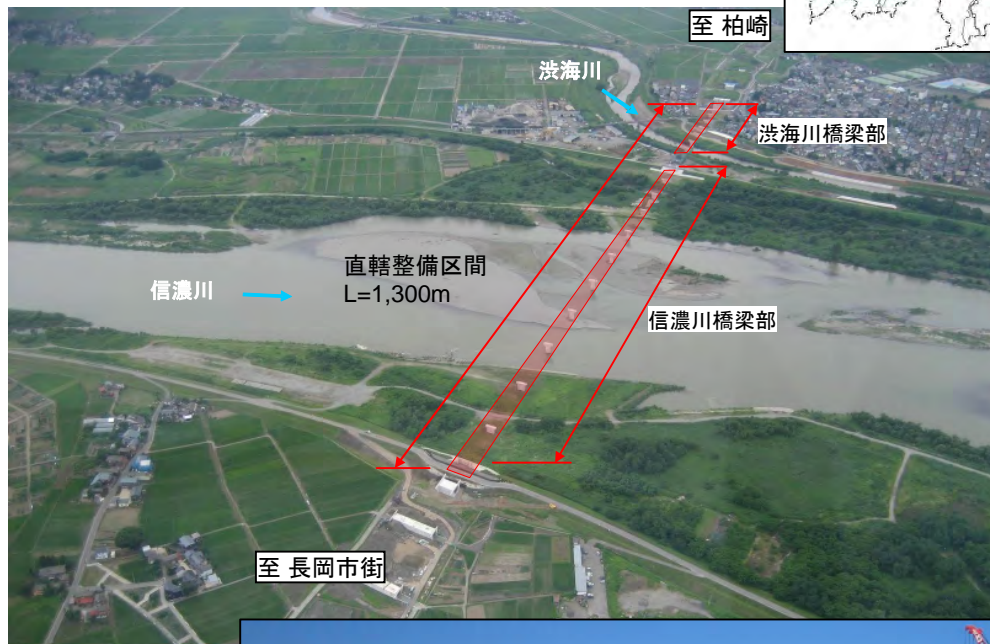 至 柏崎
渋海川
渋海川橋梁部
直轄整備区間
L=1,300m
信濃川
信濃川橋梁部
至 長岡市街